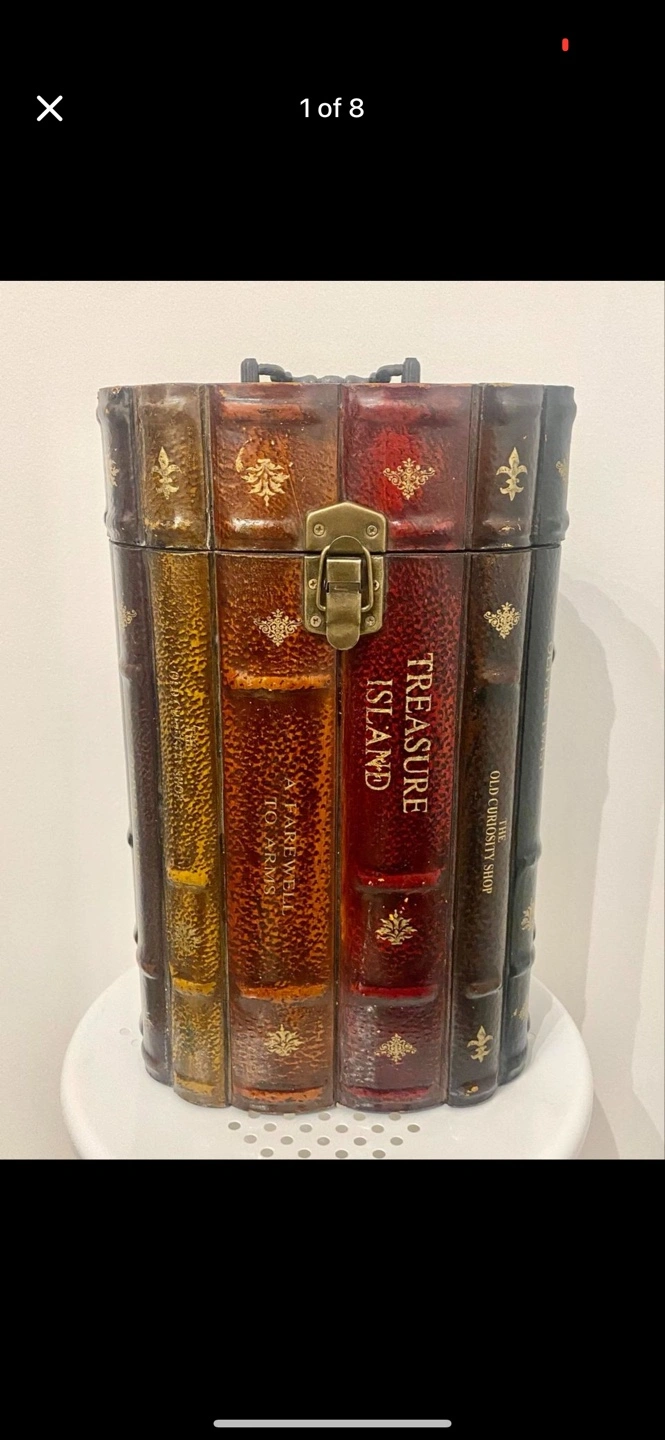 1 of 8
A FAREWELL
TO ARMS
TREASURE
ISLAND
THE
OLD CURIOSITY SHOP